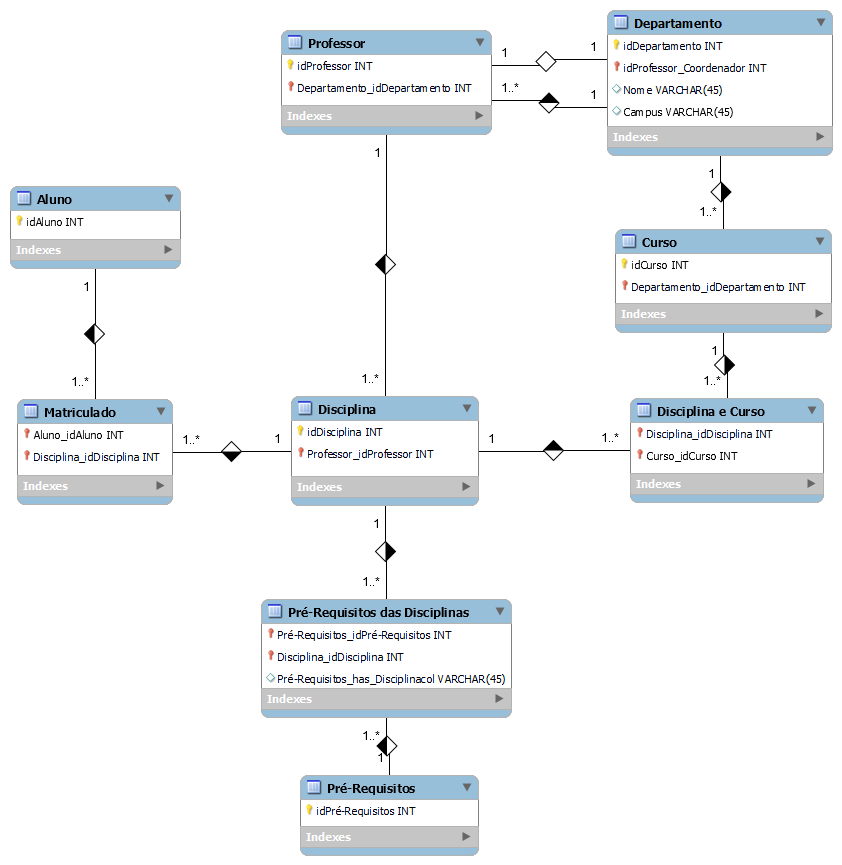 Departamento
idDepartamento INT
idProfessor_Coordenador INT
Nome VARCHAR(45)
Campus VARCHAR(45)
Indexes
Professor
idProfessor INT
Departamento_idDepartamento INT
Indexes
1
1
1..*
1
1
1..*
Curso
idCurso INT
Departamento_idDepartamento INT
Indexes
1
1..*
Aluno
idAluno INT
Indexes
1
1..*
1
1..*
Matriculado
Aluno_idAluno INT
Disciplina_idDisciplina INT
Indexes
1..*
1
Disciplina
idDisciplina INT
Professor_idProfessor INT
Indexes
1
1..*
Disciplina e Curso
Disciplina_idDisciplina INT
Curso_idCurso INT
Indexes
1
1..*
Pré-Requisitos das Disciplinas
Pré-Requisitos_idPré-Requisitos INT
Disciplina_idDisciplina INT
Pré-Requisitos_has_Disciplinacol VARCHAR(45)
Indexes
1..*
1
Pré-Requisitos
idPré-Requisitos INT
Indexes